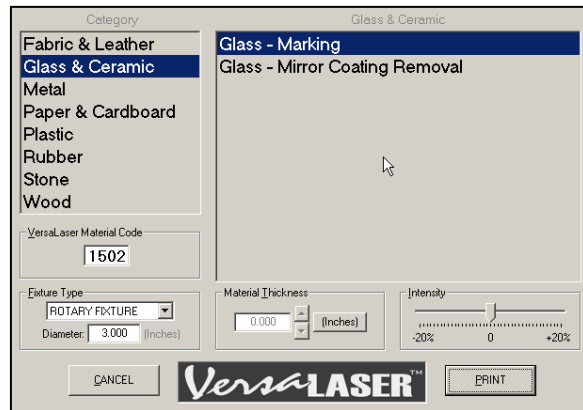 Category
Glass & Ceramic
Fabric & Leather
Glass & Ceramic
Metal
Paper & Cardboard
Plastic
Rubber
Stone
Wood
Glass - Marking
Glass - Mirror Coating Removal
VersaLaser Material Code
1502
Fixture Type
ROTARY FIXTURE
Diameter: 3.000 (Inches)
Material Thickness
0.000 (Inches)
Intensity
-20% 0 +20%
CANCEL
VersaLASER™
PRINT